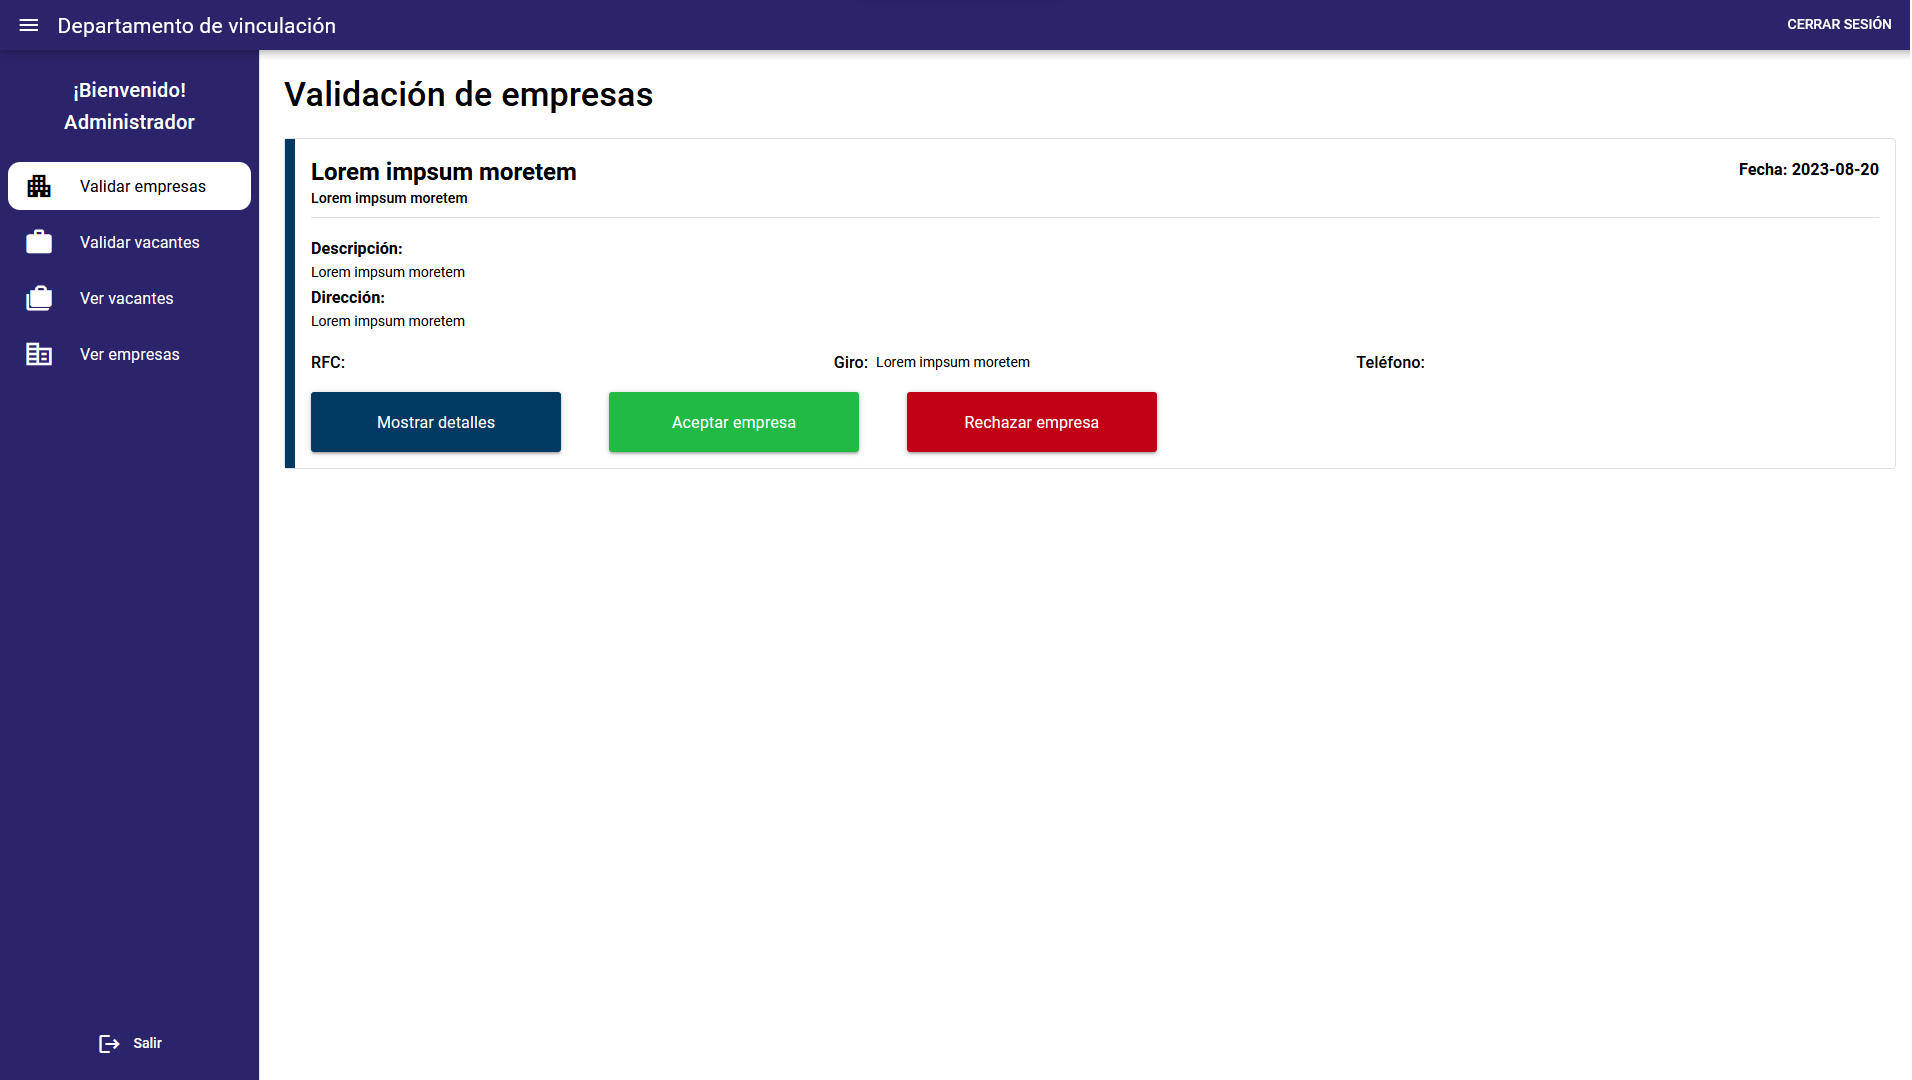 Departamento de vinculación
CERRAR SESIÓN
¡Bienvenido!
Administrador
Validar empresas
Validar vacantes
Ver vacantes
Ver empresas
Salir
Validación de empresas
Lorem impsum moretem
Fecha: 2023-08-20
Lorem impsum moretem
Descripción:
Lorem impsum moretem
Dirección:
Lorem impsum moretem
RFC:
Giro: Lorem impsum moretem
Teléfono:
Mostrar detalles
Aceptar empresa
Rechazar empresa